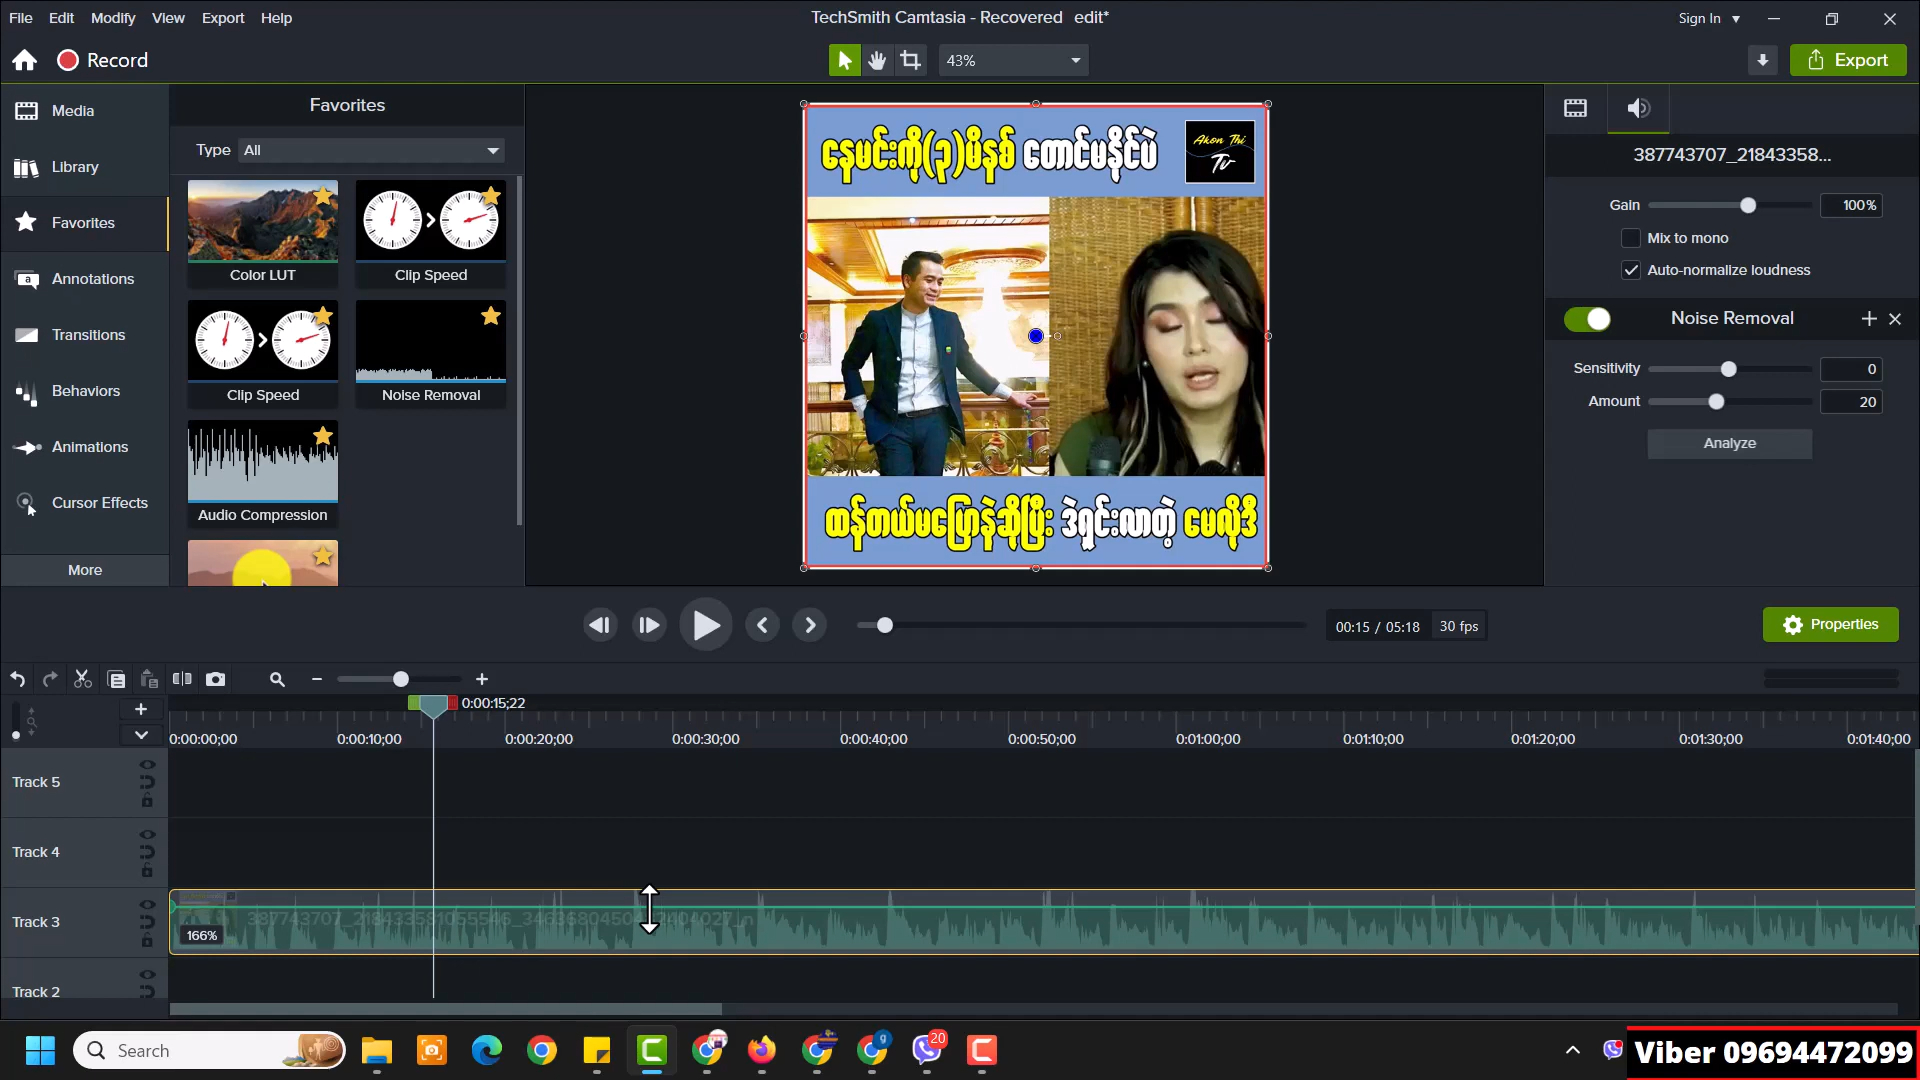 File Edit Modify View Export Help
TechSmith Camtasia - Recovered edit*
Sign In
Record
43%
Export
Media
Library
Favorites
Annotations
Transitions
Behaviors
Animations
Cursor Effects
More
Favorites
Type All
Color LUT
Clip Speed
Clip Speed
Noise Removal
Audio Compression
နေမင်းကို(၃)မိနစ် တောင်မနိုင်ပဲ
Akon Thi
Tv
ထန်တယ်မပြောနဲ့ဆိုပြီး ဒဲ့ရှင်းလာတဲ့ မေလိုဒီ
387743707_21843358...
Gain 100%
Mix to mono
Auto-normalize loudness
Noise Removal
Sensitivity 0
Amount 20
Analyze
00:15 / 05:18 30 fps
Properties
0:00:15;22
0:00:00;00 0:00:10;00 0:00:20;00 0:00:30;00 0:00:40;00 0:00:50;00 0:01:00;00 0:01:10;00 0:01:20;00 0:01:30;00 0:01:40;00
Track 5
Track 4
Track 3
166%
Track 2
Search
20
Viber 09694472099